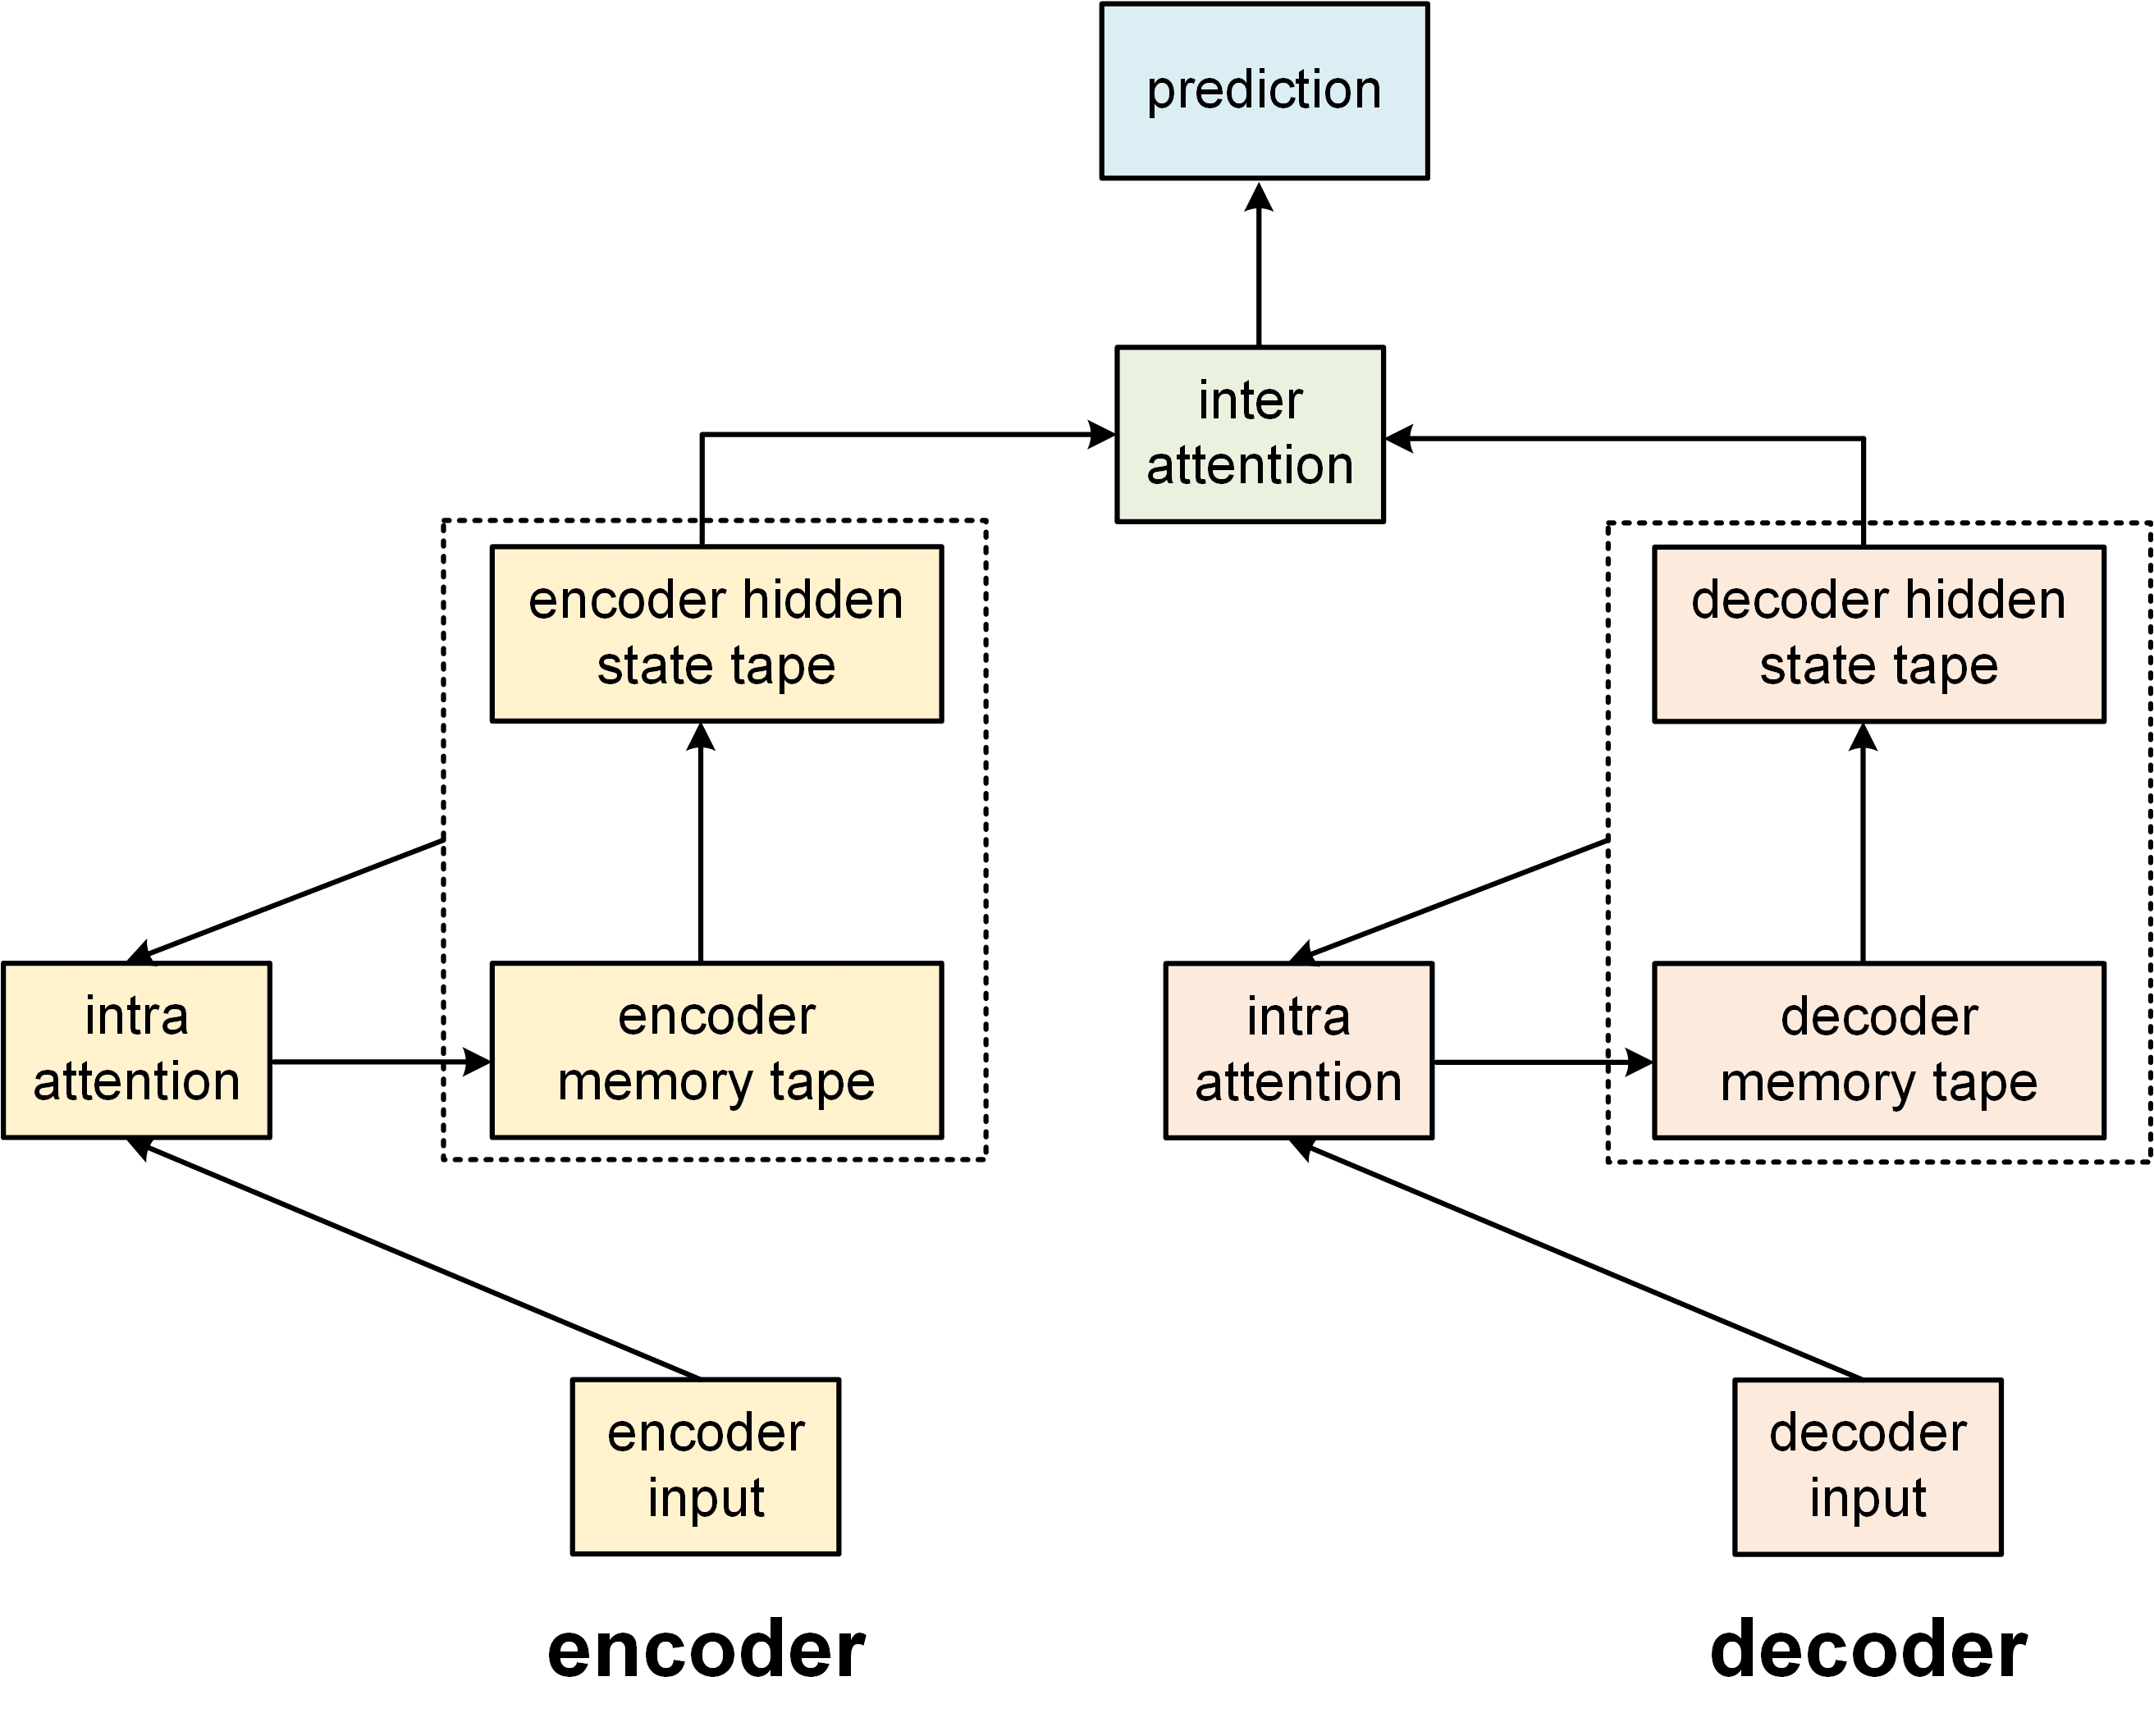 prediction
inter
attention
encoder hidden
state tape
decoder hidden
state tape
intra
attention
encoder
memory tape
intra
attention
decoder
memory tape
encoder
input
decoder
input
encoder
decoder